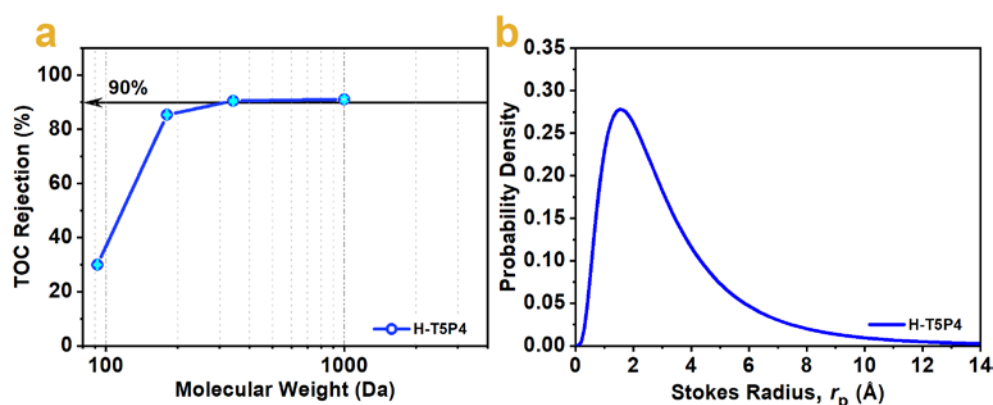 a
TOC Rejection (%)
100
80
60
40
20
0
90%
H-T5P4
100
1000
Molecular Weight (Da)
b
Probability Density
0.35
0.30
0.25
0.20
0.15
0.10
0.05
0.00
H-T5P4
0 2 4 6 8 10 12 14
Stokes Radius, rp (Å)